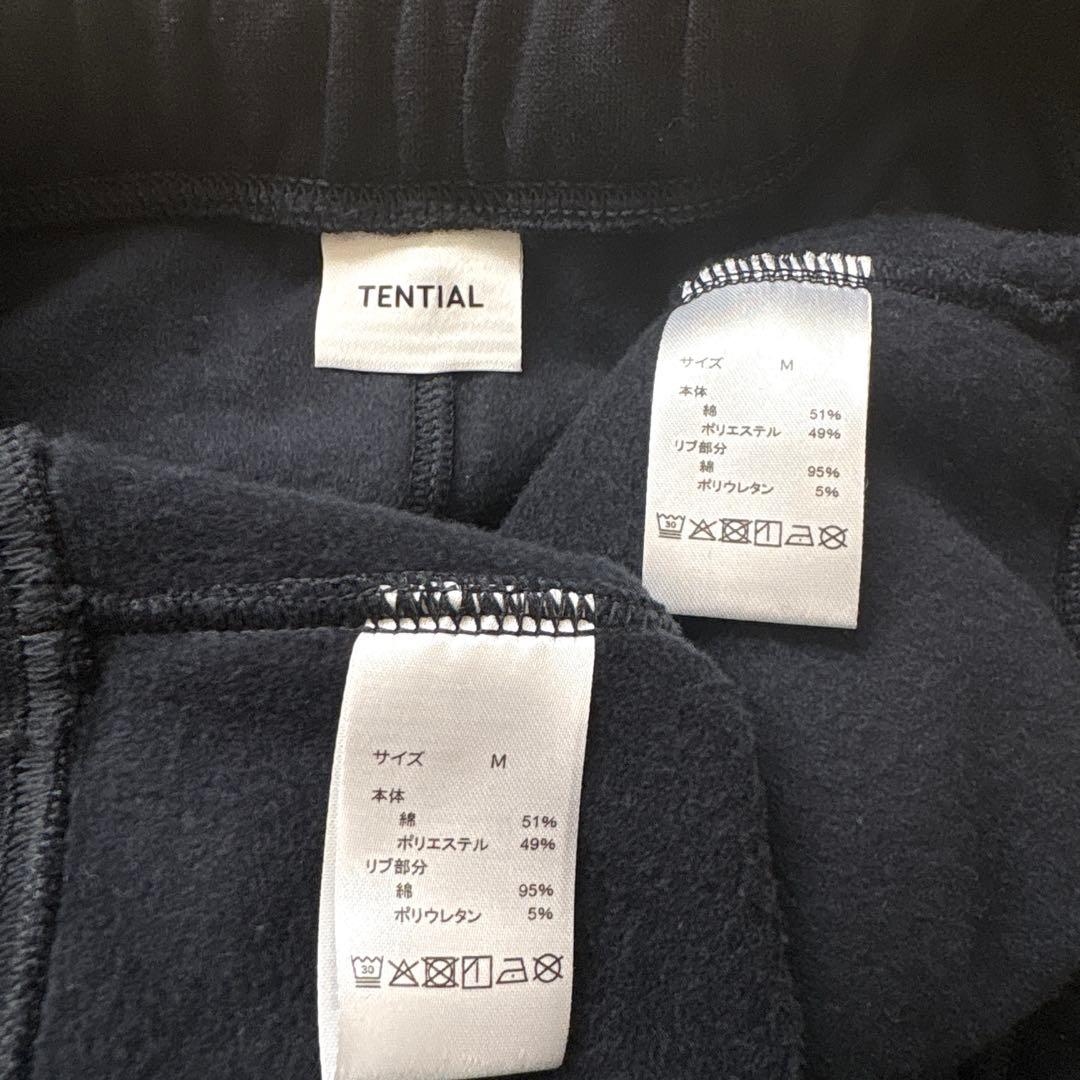 TENTIAL
サイズ M
本体
綿 51%
ポリエステル 49%
リブ部分
綿 95%
ポリウレタン 5%
30
サイズ M
本体
綿 51%
ポリエステル 49%
リブ部分
綿 95%
ポリウレタン 5%
30